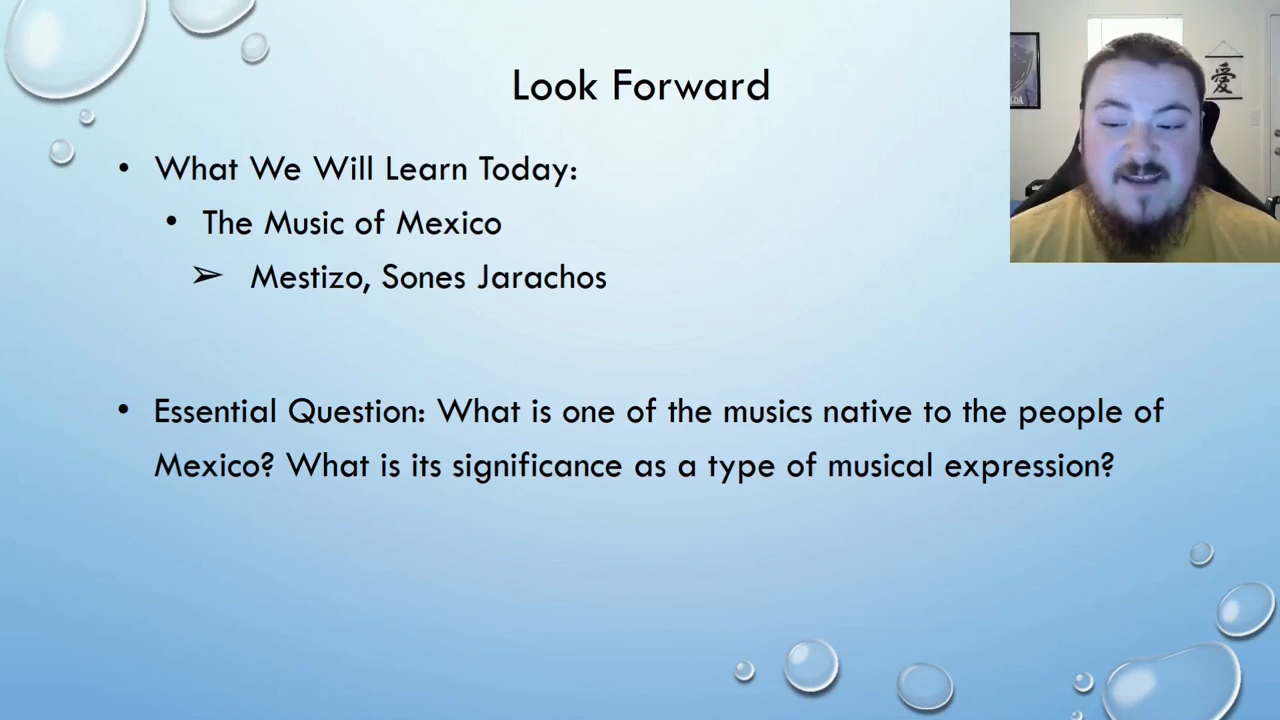 Look Forward
• What We Will Learn Today:
• The Music of Mexico
➢ Mestizo, Sones Jarachos
• Essential Question: What is one of the musics native to the people of
Mexico? What is its significance as a type of musical expression?
愛